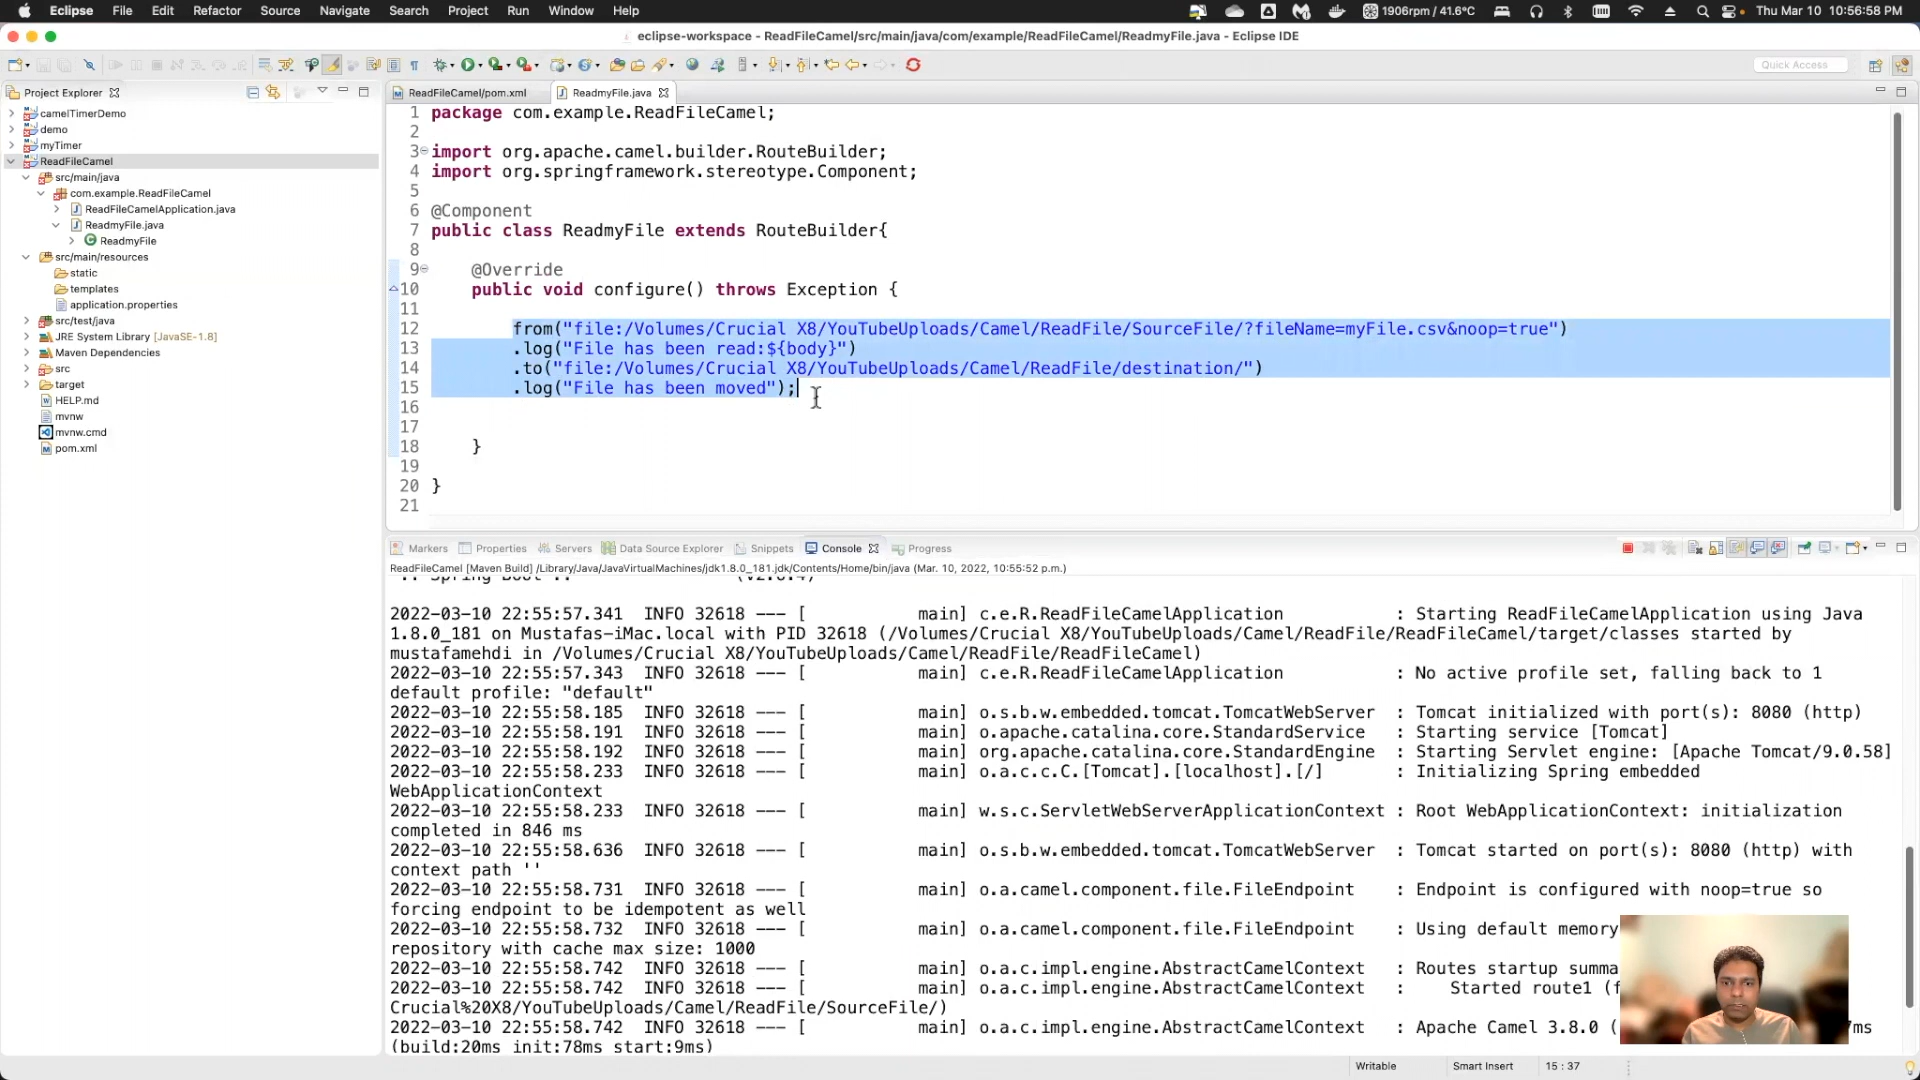 Eclipse File Edit Refactor Source Navigate Search Project Run Window Help 1906rpm / 41.6°C Thu Mar 10 10:56:58 PM
eclipse-workspace - ReadFileCamel/src/main/java/com/example/ReadFileCamel/ReadmyFile.java - Eclipse IDE
Quick Access
Project Explorer
camelTimerDemo
demo
myTimer
ReadFileCamel
src/main/java
com.example.ReadFileCamel
ReadFileCamelApplication.java
ReadmyFile.java
ReadmyFile
src/main/resources
static
templates
application.properties
src/test/java
JRE System Library [JavaSE-1.8]
Maven Dependencies
src
target
HELP.md
mvnw
mvnw.cmd
pom.xml
ReadFileCamel/pom.xml ReadmyFile.java
1 package com.example.ReadFileCamel;
2
3 import org.apache.camel.builder.RouteBuilder;
4 import org.springframework.stereotype.Component;
5
6 @Component
7 public class ReadmyFile extends RouteBuilder{
8
9 @Override
10 public void configure() throws Exception {
11
12 from("file:/Volumes/Crucial X8/YouTubeUploads/Camel/ReadFile/SourceFile/?fileName=myFile.csv&noop=true")
13 .log("File has been read:${body}")
14 .to("file:/Volumes/Crucial X8/YouTubeUploads/Camel/ReadFile/destination/")
15 .log("File has been moved");
16
17
18 }
19
20 }
21
Markers Properties Servers Data Source Explorer Snippets Console Progress
ReadFileCamel [Maven Build] /Library/Java/JavaVirtualMachines/jdk1.8.0_181.jdk/Contents/Home/bin/java (Mar. 10, 2022, 10:55:52 p.m.)
:: Spring Boot ::
2022-03-10 22:55:57.341 INFO 32618 --- [ main] c.e.R.ReadFileCamelApplication : Starting ReadFileCamelApplication using Java
1.8.0_181 on Mustafas-iMac.local with PID 32618 (/Volumes/Crucial X8/YouTubeUploads/Camel/ReadFile/ReadFileCamel/target/classes started by
mustafamehdi in /Volumes/Crucial X8/YouTubeUploads/Camel/ReadFile/ReadFileCamel)
2022-03-10 22:55:57.343 INFO 32618 --- [ main] c.e.R.ReadFileCamelApplication : No active profile set, falling back to 1
default profile: "default"
2022-03-10 22:55:58.185 INFO 32618 --- [ main] o.s.b.w.embedded.tomcat.TomcatWebServer : Tomcat initialized with port(s): 8080 (http)
2022-03-10 22:55:58.191 INFO 32618 --- [ main] o.apache.catalina.core.StandardService : Starting service [Tomcat]
2022-03-10 22:55:58.192 INFO 32618 --- [ main] org.apache.catalina.core.StandardEngine : Starting Servlet engine: [Apache Tomcat/9.0.58]
2022-03-10 22:55:58.233 INFO 32618 --- [ main] o.a.c.c.C.[Tomcat].[localhost].[/] : Initializing Spring embedded
WebApplicationContext
2022-03-10 22:55:58.233 INFO 32618 --- [ main] w.s.c.ServletWebServerApplicationContext : Root WebApplicationContext: initialization
completed in 846 ms
2022-03-10 22:55:58.636 INFO 32618 --- [ main] o.s.b.w.embedded.tomcat.TomcatWebServer : Tomcat started on port(s): 8080 (http) with
context path ''
2022-03-10 22:55:58.731 INFO 32618 --- [ main] o.a.camel.component.file.FileEndpoint : Endpoint is configured with noop=true so
forcing endpoint to be idempotent as well
2022-03-10 22:55:58.732 INFO 32618 --- [ main] o.a.camel.component.file.FileEndpoint : Using default memory
repository with cache max size: 1000
2022-03-10 22:55:58.742 INFO 32618 --- [ main] o.a.c.impl.engine.AbstractCamelContext : Routes startup summa
2022-03-10 22:55:58.742 INFO 32618 --- [ main] o.a.c.impl.engine.AbstractCamelContext : Started route1 (f
Crucial%20X8/YouTubeUploads/Camel/ReadFile/SourceFile/)
2022-03-10 22:55:58.742 INFO 32618 --- [ main] o.a.c.impl.engine.AbstractCamelContext : Apache Camel 3.8.0 ( 7ms
(build:20ms init:78ms start:9ms)
Writable Smart Insert 15 : 37